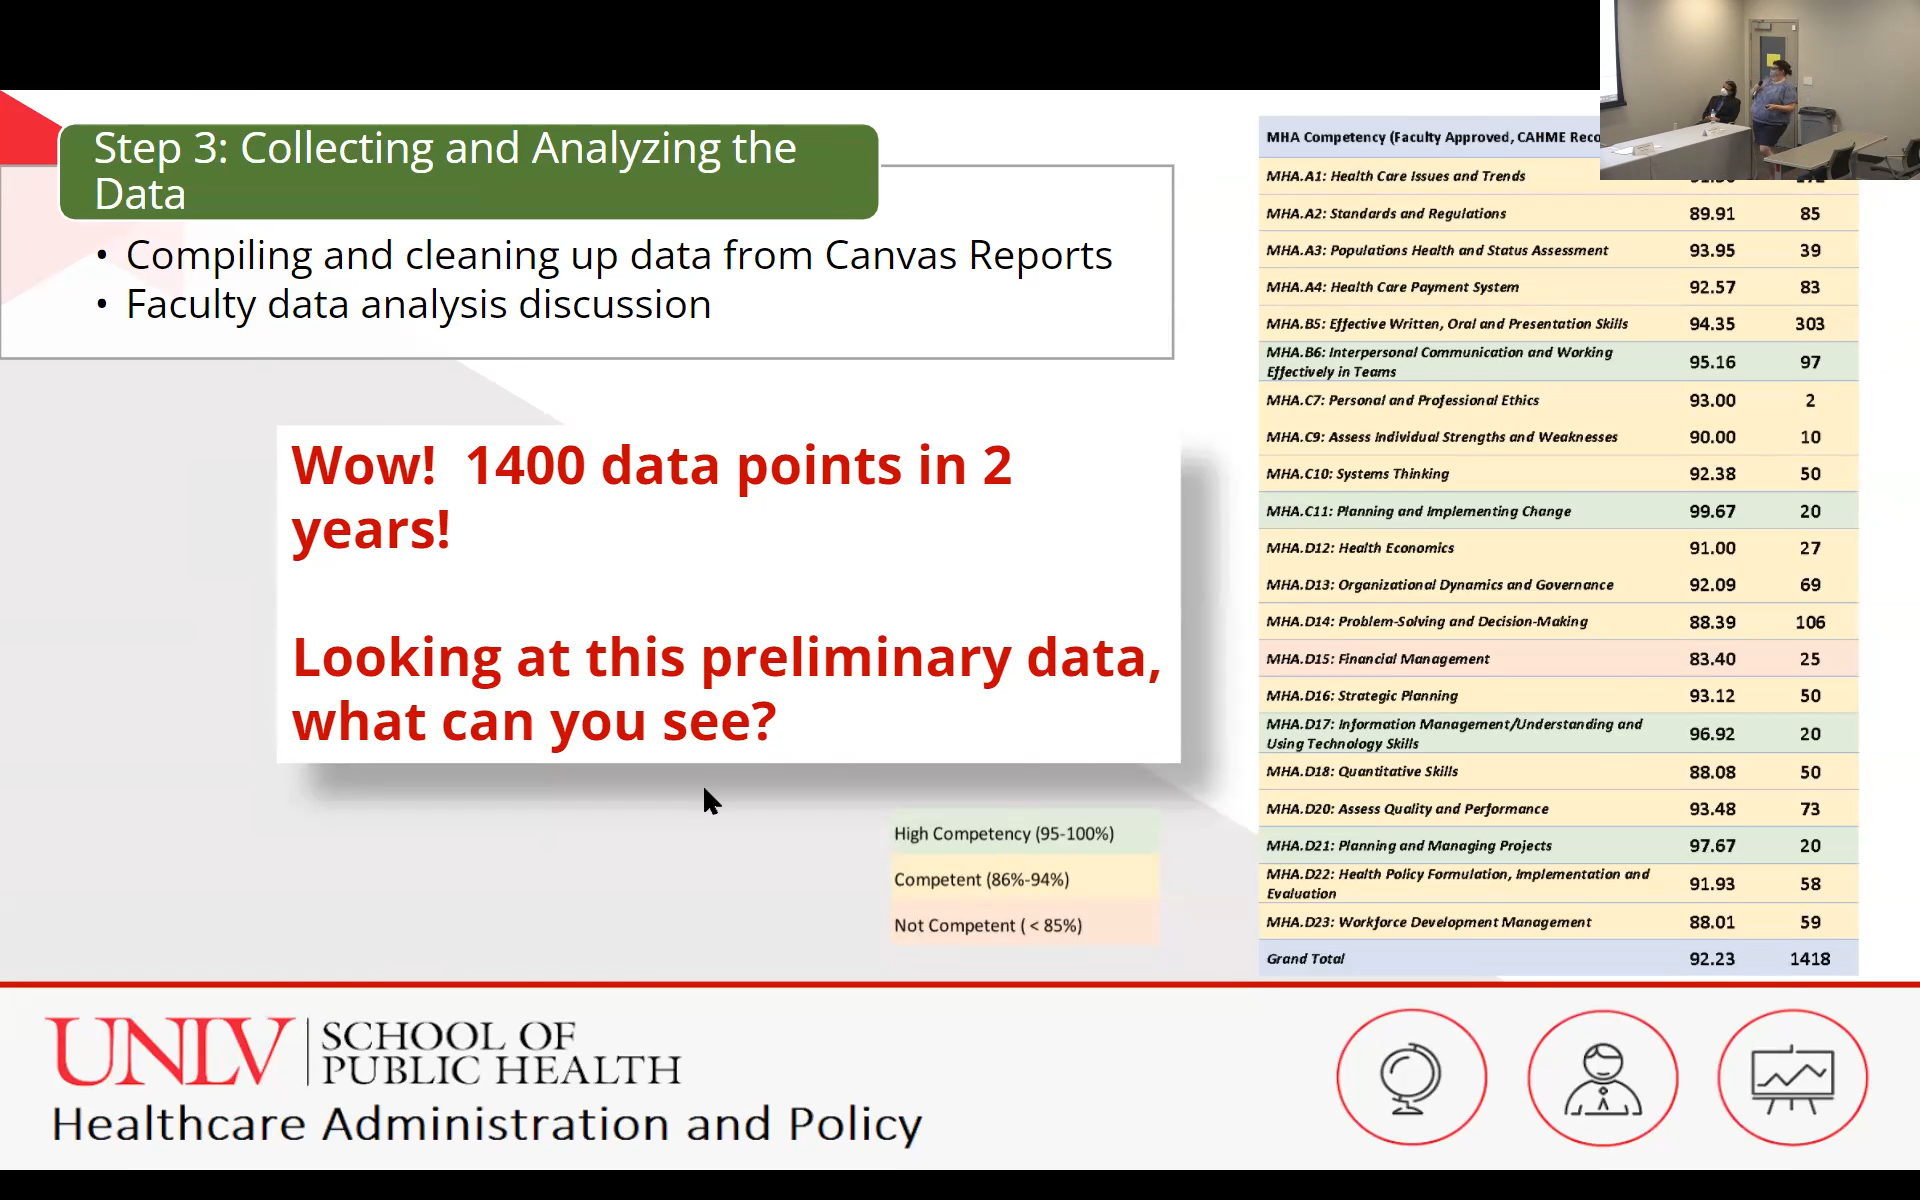 Step 3: Collecting and Analyzing the
Data
• Compiling and cleaning up data from Canvas Reports
• Faculty data analysis discussion
Wow! 1400 data points in 2
years!
Looking at this preliminary data,
what can you see?
High Competency (95-100%)
Competent (86%-94%)
Not Competent ( < 85%)
MHA Competency (Faculty Approved, CAHME
MHA.A1: Health Care Issues and Trends
MHA.A2: Standards and Regulations 89.91 85
MHA.A3: Populations Health and Status Assessment 93.95 39
MHA.A4: Health Care Payment System 92.57 83
MHA.B5: Effective Written, Oral and Presentation Skills 94.35 303
MHA.B6: Interpersonal Communication and Working
Effectively in Teams 95.16 97
MHA.C7: Personal and Professional Ethics 93.00 2
MHA.C9: Assess Individual Strengths and Weaknesses 90.00 10
MHA.C10: Systems Thinking 92.38 50
MHA.C11: Planning and Implementing Change 99.67 20
MHA.D12: Health Economics 91.00 27
MHA.D13: Organizational Dynamics and Governance 92.09 69
MHA.D14: Problem-Solving and Decision-Making 88.39 106
MHA.D15: Financial Management 83.40 25
MHA.D16: Strategic Planning 93.12 50
MHA.D17: Information Management/Understanding and
Using Technology Skills 96.92 20
MHA.D18: Quantitative Skills 88.08 50
MHA.D20: Assess Quality and Performance 93.48 73
MHA.D21: Planning and Managing Projects 97.67 20
MHA.D22: Health Policy Formulation, Implementation and
Evaluation 91.93 58
MHA.D23: Workforce Development Management 88.01 59
Grand Total 92.23 1418
UNLV SCHOOL OF
PUBLIC HEALTH
Healthcare Administration and Policy